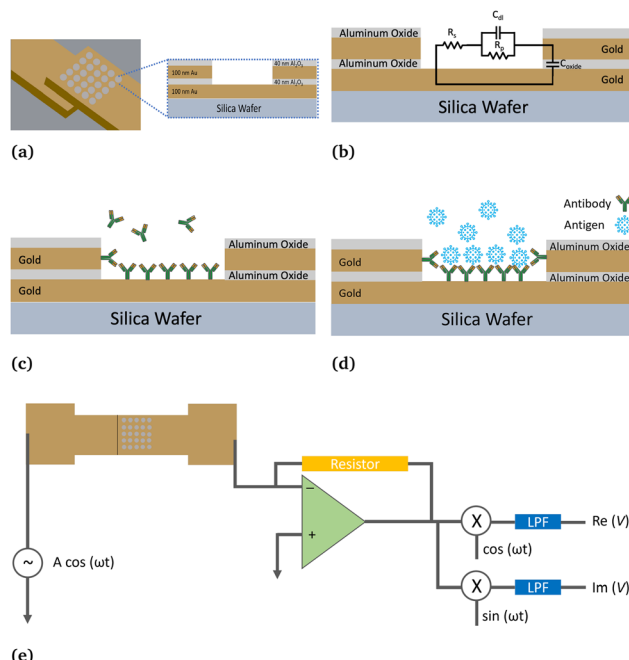 40 nm Al₂O₃
100 nm Au
40 nm Al₂O₃
100 nm Au
Silica Wafer
(a)
Aluminum Oxide
Rs
Cdl
Rp
Gold
Aluminum Oxide
Coxide
Gold
Silica Wafer
(b)
Aluminum Oxide
Gold
Aluminum Oxide
Gold
Silica Wafer
(c)
Antibody
Antigen
Aluminum Oxide
Gold
Aluminum Oxide
Gold
Silica Wafer
(d)
Resistor
−
+
~
A cos (ωt)
X
LPF
Re (V)
cos (ωt)
X
LPF
Im (V)
sin (ωt)
(e)